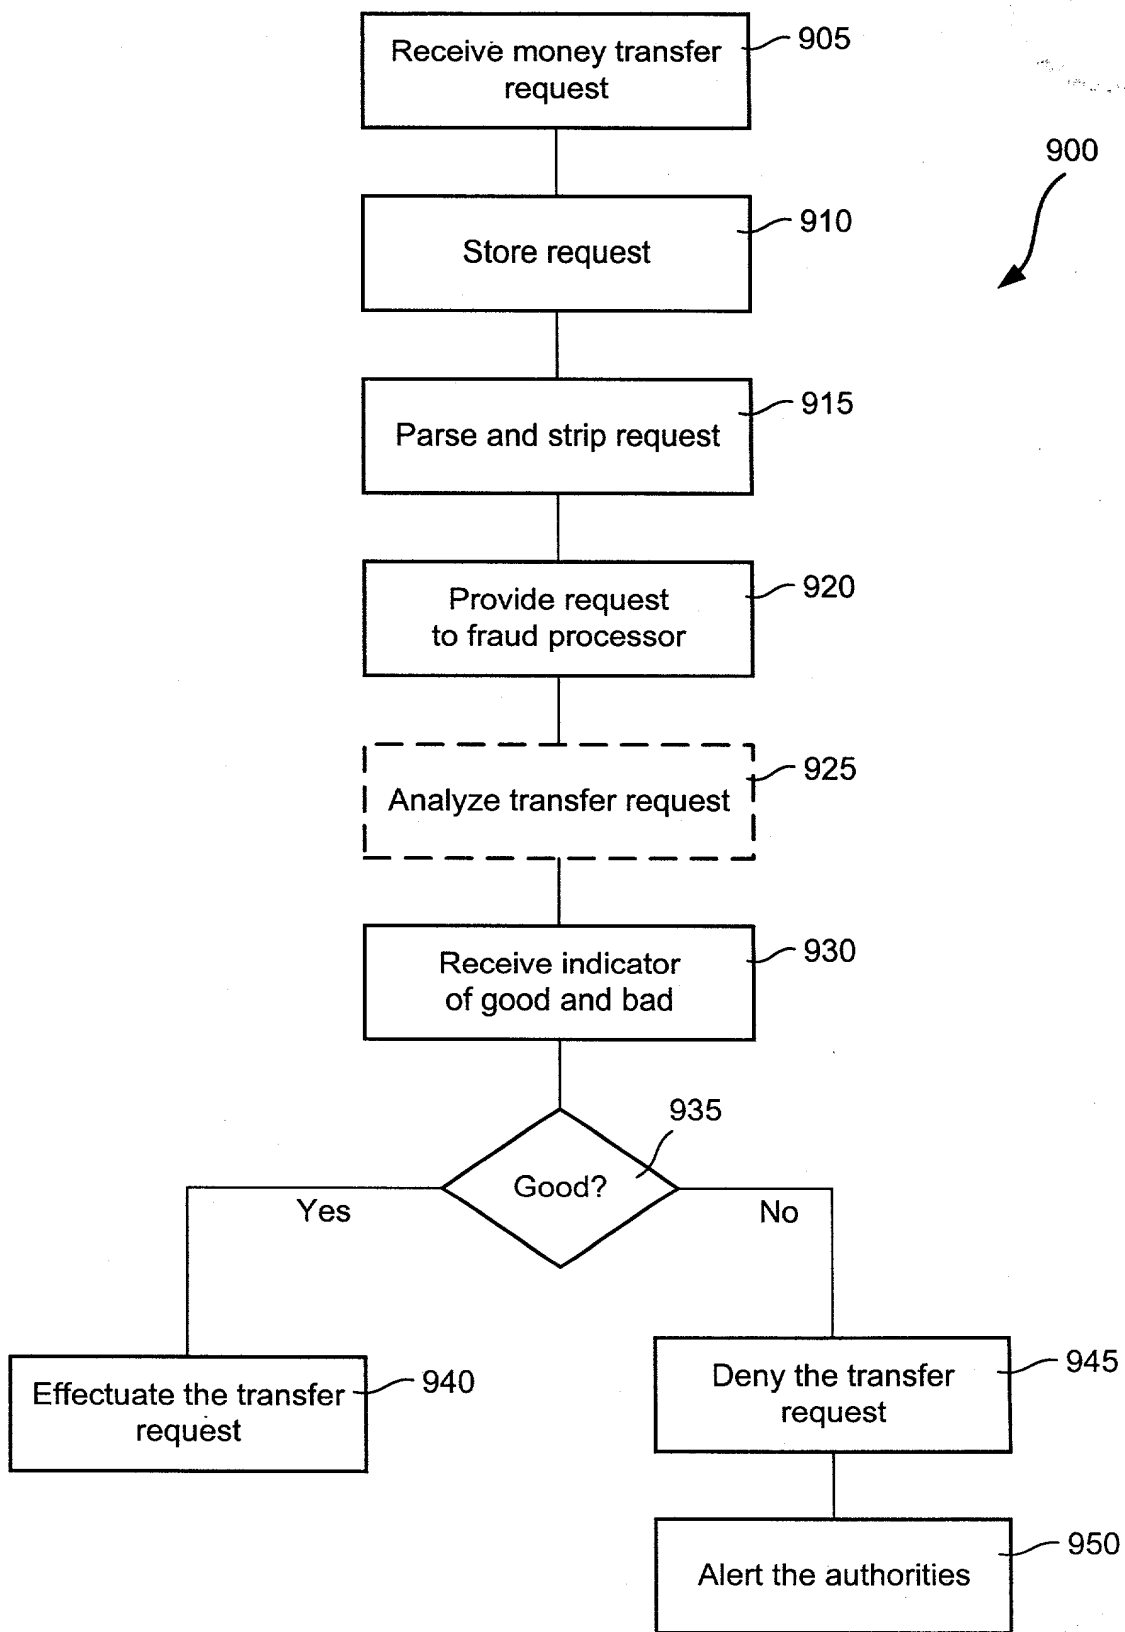 Receive money transfer
request
905
900
Store request
910
Parse and strip request
915
Provide request
to fraud processor
920
Analyze transfer request
925
Receive indicator
of good and bad
930
935
Good?
Yes
No
Effectuate the transfer
request
940
Deny the transfer
request
945
Alert the authorities
950